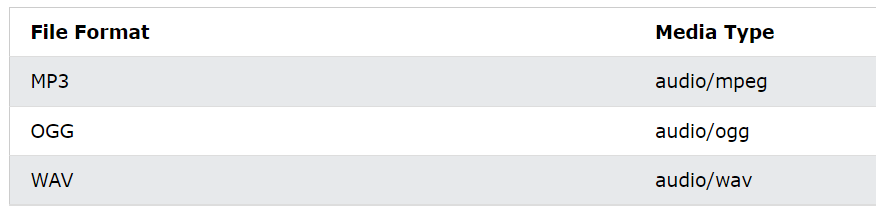 File Format Media Type
MP3 audio/mpeg
OGG audio/ogg
WAV audio/wav